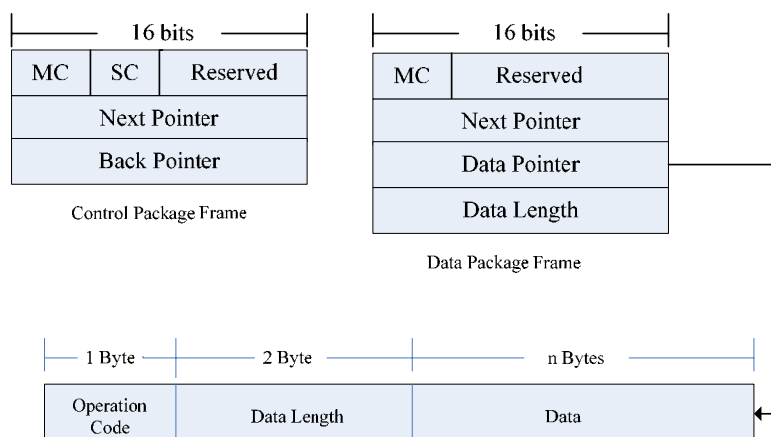 16 bits
MC SC Reserved
Next Pointer
Back Pointer
Control Package Frame
16 bits
MC Reserved
Next Pointer
Data Pointer
Data Length
Data Package Frame
1 Byte 2 Byte n Bytes
Operation
Code
Data Length
Data